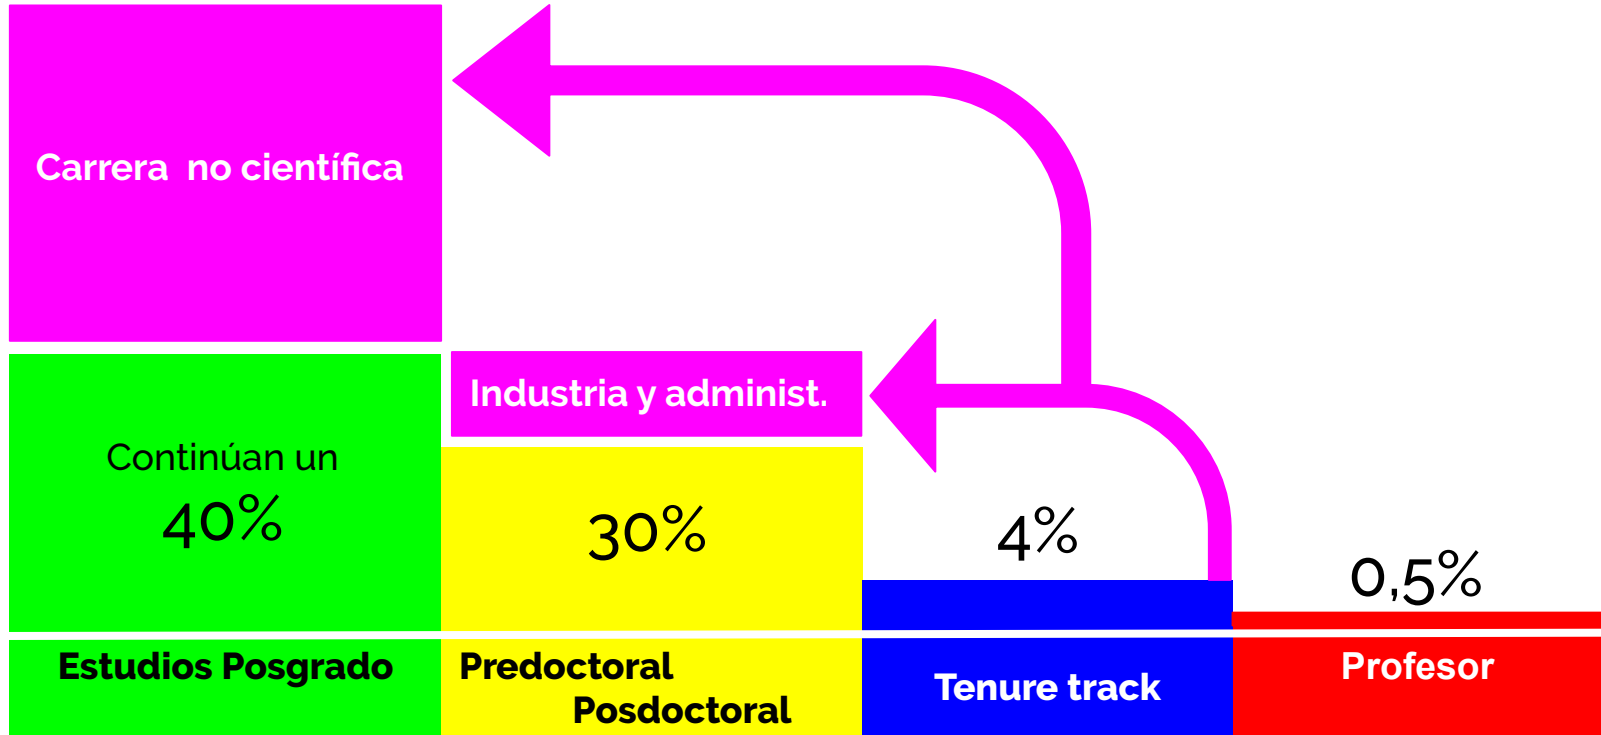 Carrera  no científica
Industria y administ.
Continúan un
40%
30%
4%
0,5%
Estudios Posgrado
Predoctoral
Posdoctoral
Tenure track
Profesor